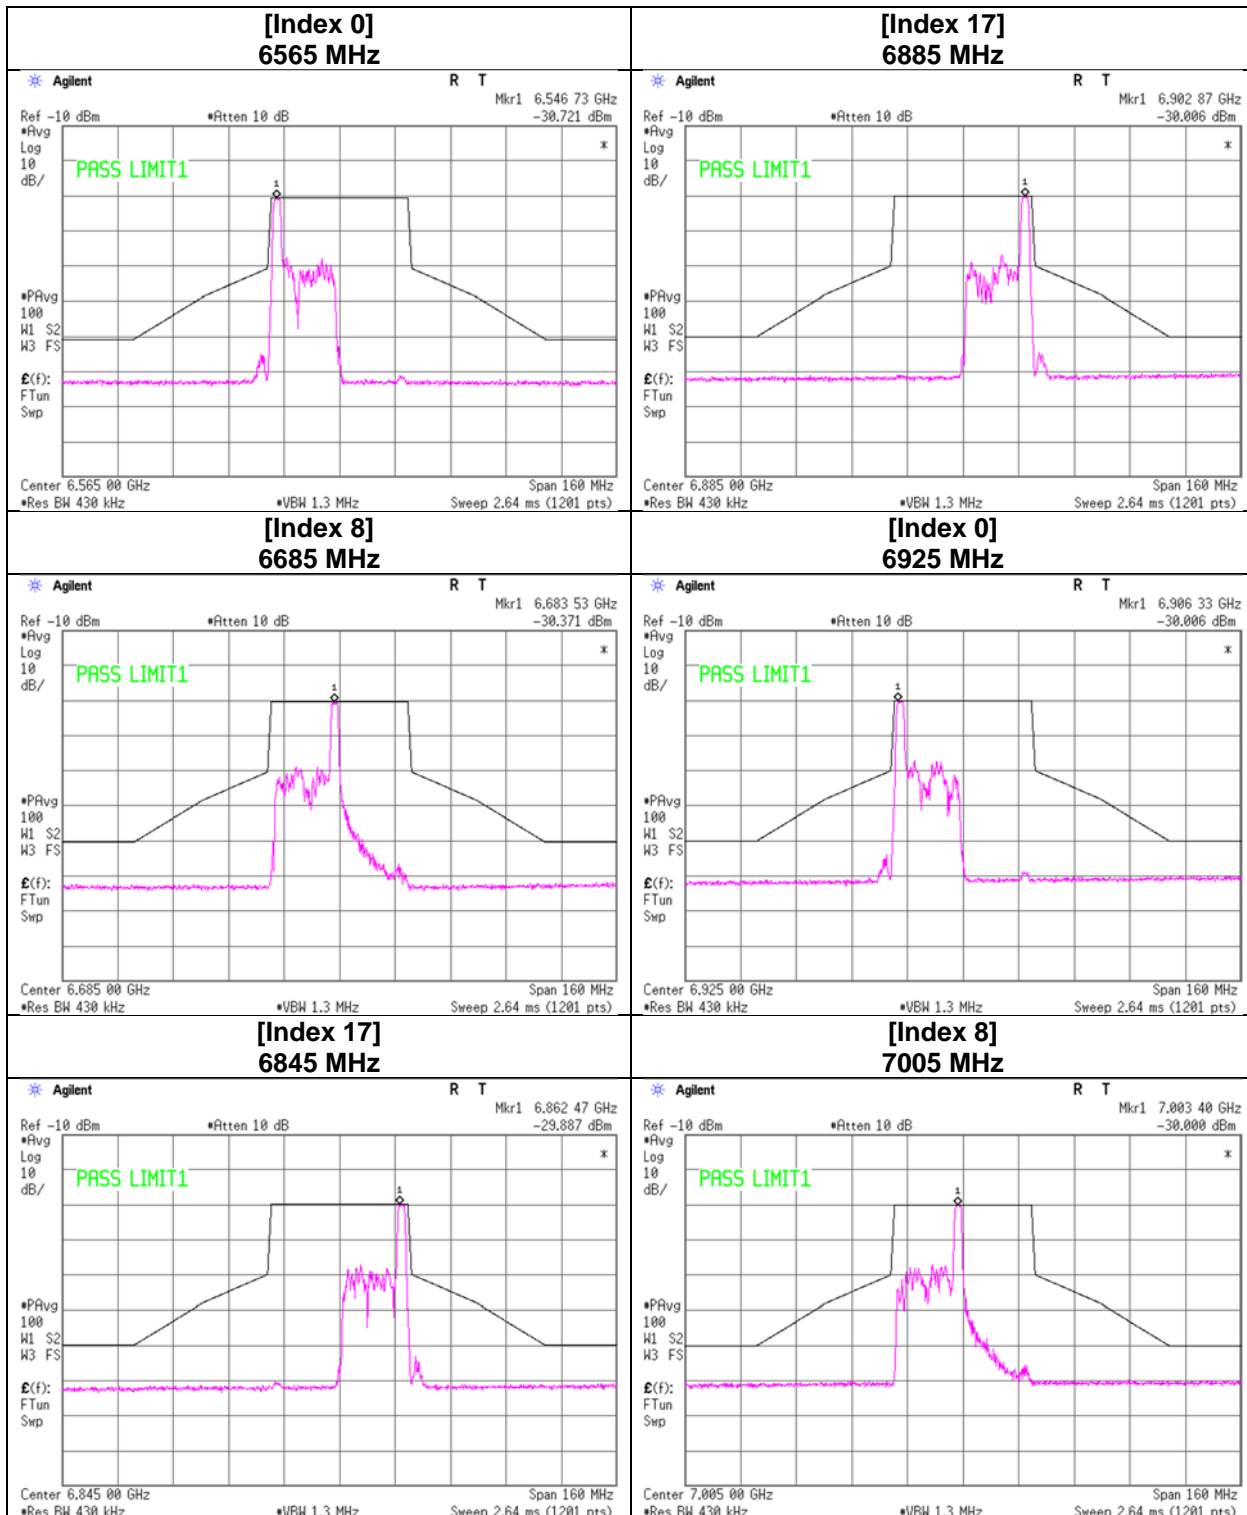 [Index 0]
6565 MHz
Agilent
R T
Mkr1 6.546 73 GHz
Ref -10 dBm
*Atten 10 dB
-30.721 dBm
*Avg
Log
10
dB/
PASS LIMIT1
*
1
*PAvg
100
W1 S2
W3 FS
£(f):
FTun
Swp
Center 6.565 00 GHz
Span 160 MHz
*Res BW 430 kHz
*VBW 1.3 MHz
Sweep 2.64 ms (1201 pts)
[Index 17]
6885 MHz
Agilent
R T
Mkr1 6.902 87 GHz
Ref -10 dBm
*Atten 10 dB
-30.006 dBm
*Avg
Log
10
dB/
PASS LIMIT1
*
1
*PAvg
100
W1 S2
W3 FS
£(f):
FTun
Swp
Center 6.885 00 GHz
Span 160 MHz
*Res BW 430 kHz
*VBW 1.3 MHz
Sweep 2.64 ms (1201 pts)
[Index 8]
6685 MHz
Agilent
R T
Mkr1 6.683 53 GHz
Ref -10 dBm
*Atten 10 dB
-30.371 dBm
*Avg
Log
10
dB/
PASS LIMIT1
*
1
*PAvg
100
W1 S2
W3 FS
£(f):
FTun
Swp
Center 6.685 00 GHz
Span 160 MHz
*Res BW 430 kHz
*VBW 1.3 MHz
Sweep 2.64 ms (1201 pts)
[Index 0]
6925 MHz
Agilent
R T
Mkr1 6.906 33 GHz
Ref -10 dBm
*Atten 10 dB
-30.006 dBm
*Avg
Log
10
dB/
PASS LIMIT1
*
1
*PAvg
100
W1 S2
W3 FS
£(f):
FTun
Swp
Center 6.925 00 GHz
Span 160 MHz
*Res BW 430 kHz
*VBW 1.3 MHz
Sweep 2.64 ms (1201 pts)
[Index 17]
6845 MHz
Agilent
R T
Mkr1 6.862 47 GHz
Ref -10 dBm
*Atten 10 dB
-29.887 dBm
*Avg
Log
10
dB/
PASS LIMIT1
*
1
*PAvg
100
W1 S2
W3 FS
£(f):
FTun
Swp
Center 6.845 00 GHz
Span 160 MHz
*Res BW 430 kHz
*VBW 1.3 MHz
Sweep 2.64 ms (1201 pts)
[Index 8]
7005 MHz
Agilent
R T
Mkr1 7.003 40 GHz
Ref -10 dBm
*Atten 10 dB
-30.000 dBm
*Avg
Log
10
dB/
PASS LIMIT1
*
1
*PAvg
100
W1 S2
W3 FS
£(f):
FTun
Swp
Center 7.005 00 GHz
Span 160 MHz
*Res BW 430 kHz
*VBW 1.3 MHz
Sweep 2.64 ms (1201 pts)